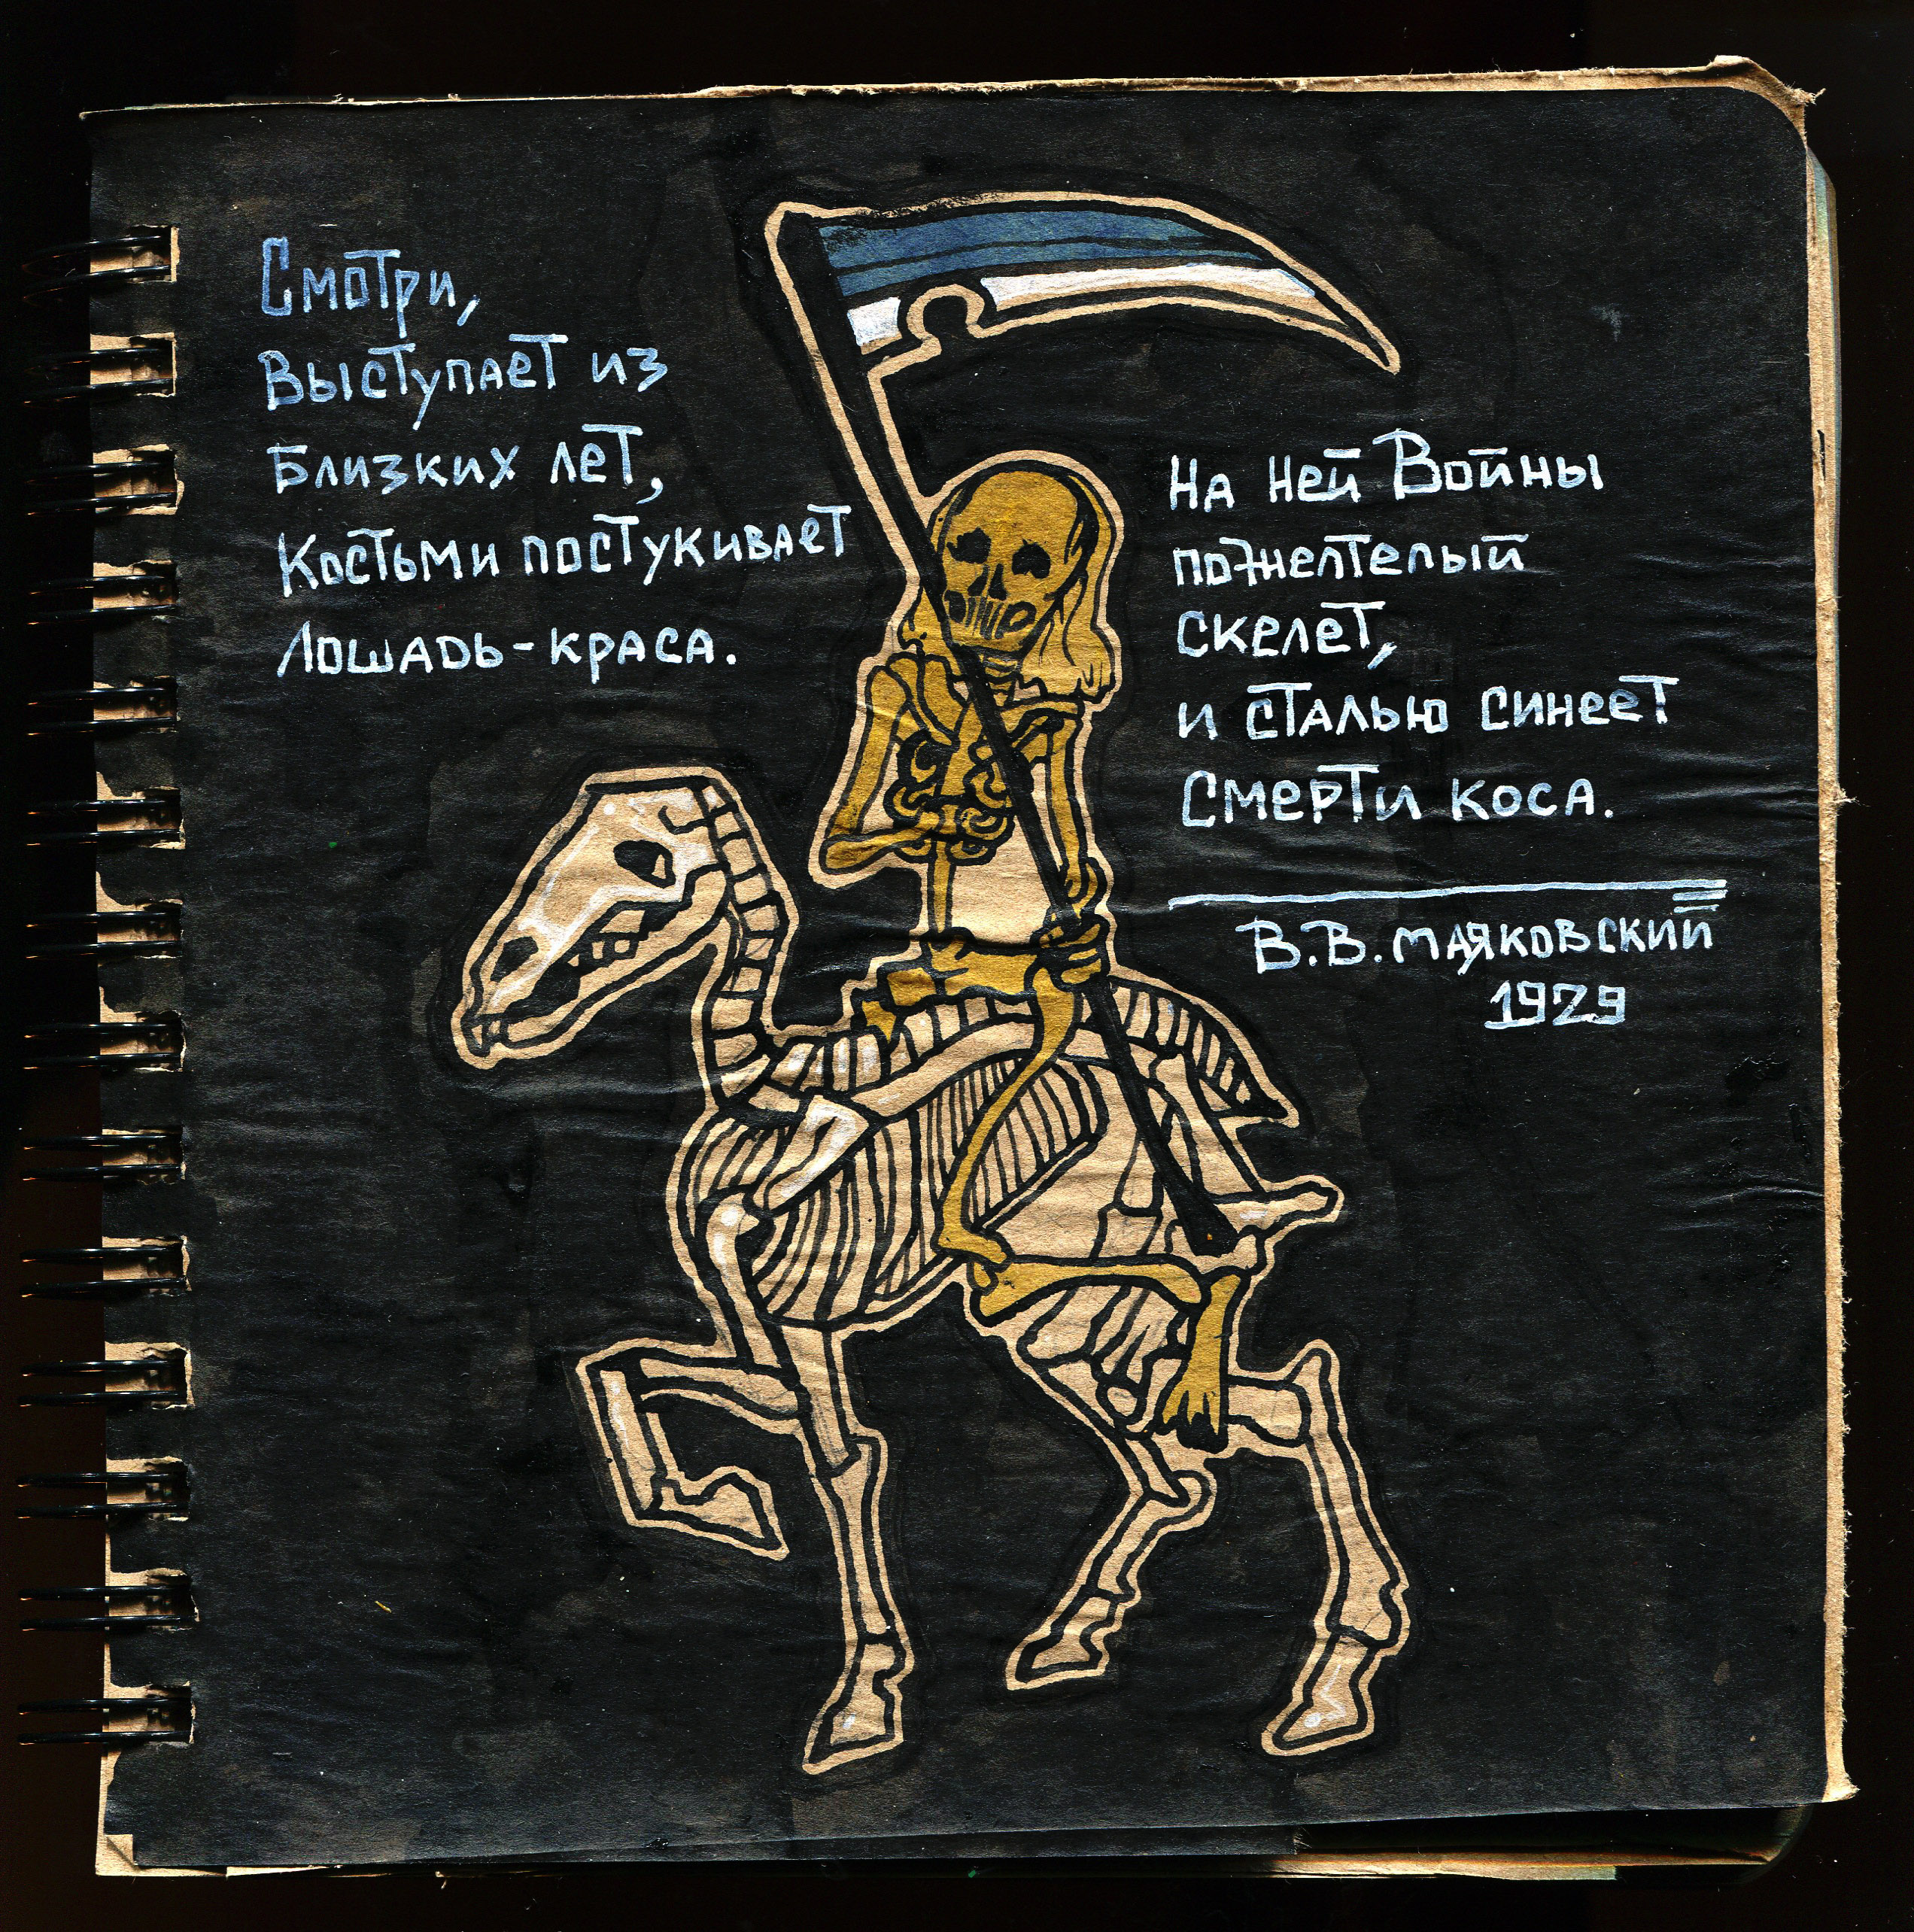 Смотри,
Выступает из
Близких лет,
Костьми постукивает
Лошадь-краса.
На ней Войны
пожелтелый
скелет,
и сталью синеет
Смерти коса.
В.В. Маяковский
1929